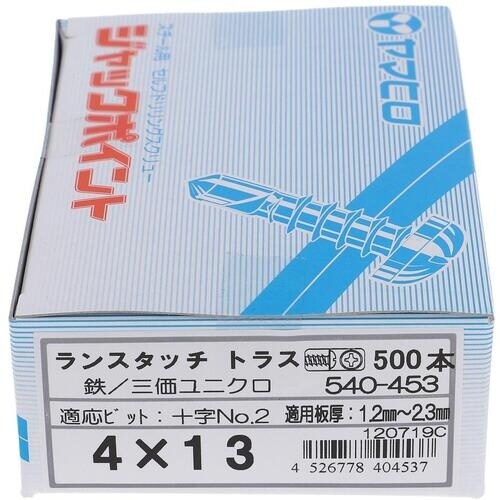 ヤマヒロ
スチール用 セルフドリリングスクリュー
ジャックポイント
ランスタッチ トラス 500本
鉄/三価ユニクロ 540-453
適応ビット:十字No.2 適用板厚:1.2mm~2.3mm
4×13 120719C
4 526778 404537